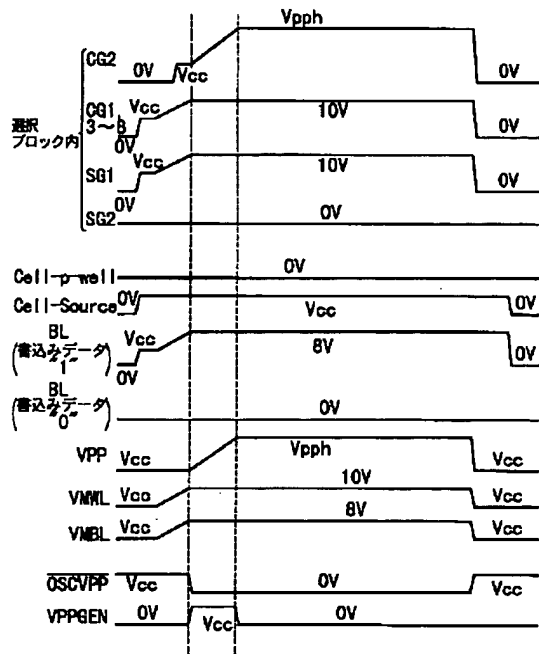 Vpph
CG2 0V Vcc 0V
選択
ブロック内
CG1
3～8
Vcc 10V 0V
0V
SG1 Vcc 10V 0V
0V
SG2 0V
Cell-p-well 0V
Cell-Source 0V Vcc 0V
BL
(書込みデータ
"1")
Vcc 8V 0V
0V
BL
(書込みデータ
"0")
0V
VPP Vcc Vpph Vcc
VMWL Vcc 10V Vcc
VMBL Vcc 8V Vcc
OSCVPP Vcc 0V Vcc
VPPGEN 0V Vcc 0V